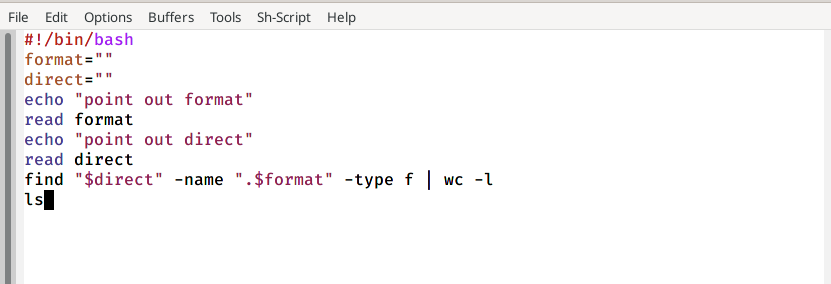 File Edit Options Buffers Tools Sh-Script Help
#!/bin/bash
format=""
direct=""
echo "point out format"
read format
echo "point out direct"
read direct
find "$direct" -name ".$format" -type f | wc -l
ls